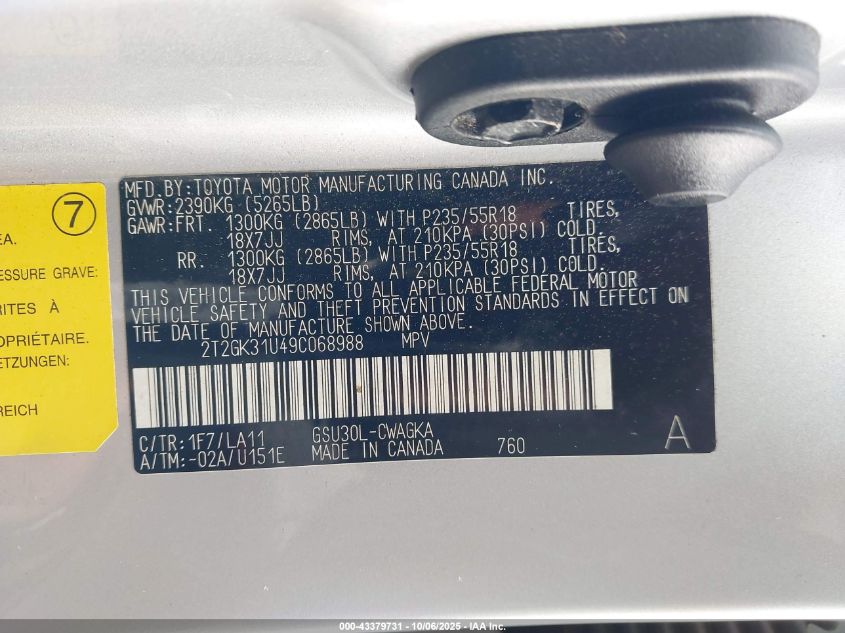 7
EA.
ESSURE GRAVE:
RITES À
OPRIÉTAIRE.
ETZUNGEN:
REICH
MFD.BY:TOYOTA MOTOR MANUFACTURING CANADA INC.
GVWR:2390KG (5265LB)
GAWR:FRT. 1300KG (2865LB) WITH P235/55R18 TIRES,
18X7JJ RIMS, AT 210KPA (30PSI) COLD.
RR. 1300KG (2865LB) WITH P235/55R18 TIRES,
18X7JJ RIMS, AT 210KPA (30PSI) COLD.
THIS VEHICLE CONFORMS TO ALL APPLICABLE FEDERAL MOTOR
VEHICLE SAFETY AND THEFT PREVENTION STANDARDS IN EFFECT ON
THE DATE OF MANUFACTURE SHOWN ABOVE.
2T2GK31U49C068988 MPV
C/TR:1F7/LA11 GSU30L-CWAGKA
A/TM:-02A/U151E MADE IN CANADA 760 A
000-43379731 - 10/06/2025 - IAA Inc.